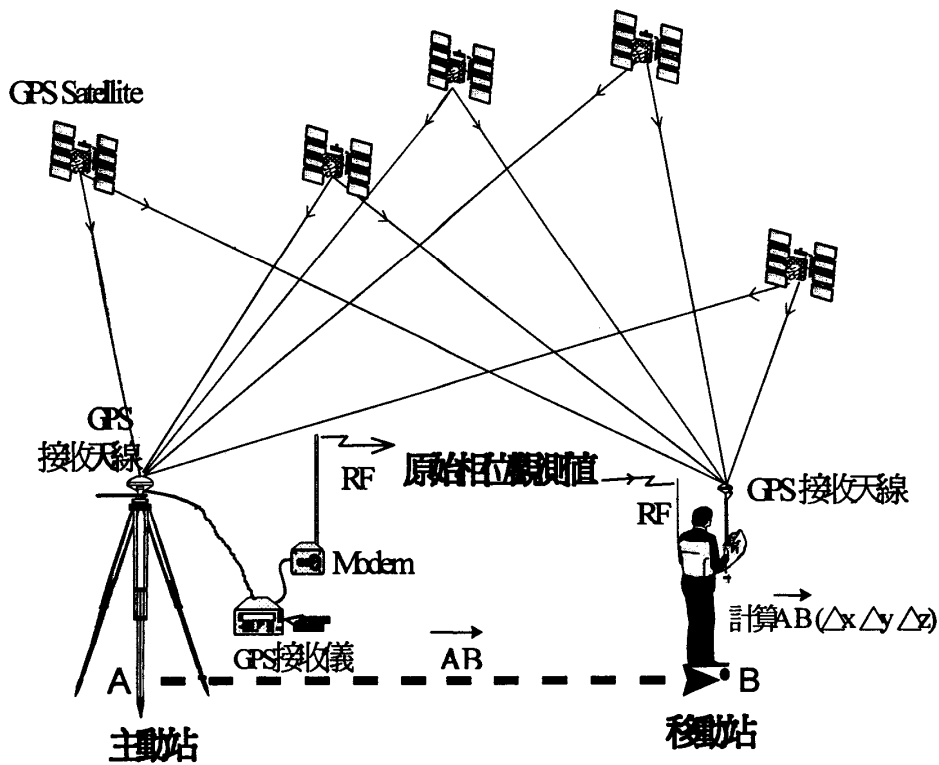 GPS Satellite
GPS
接收天線
RF
原始相位觀測值
RF
GPS 接收天線
Modem
GPS接收儀
計算AB (△x △y △z)
AB
A
B
主動站
移動站